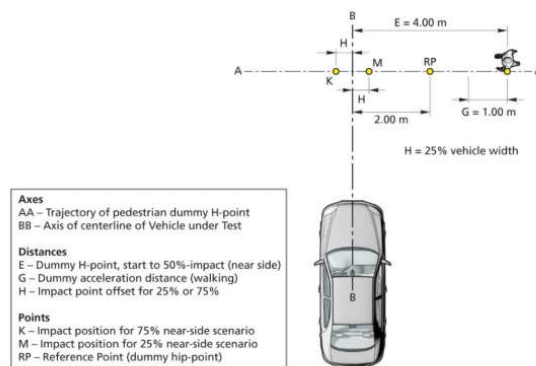 B
E = 4.00 m
H
A
K
M
RP
A
H
2.00 m
G = 1.00 m
H = 25% vehicle width
B
Axes
AA – Trajectory of pedestrian dummy H-point
BB – Axis of centerline of Vehicle under Test
Distances
E – Dummy H-point, start to 50%-impact (near side)
G – Dummy acceleration distance (walking)
H – Impact point offset for 25% or 75%
Points
K – Impact position for 75% near-side scenario
M – Impact position for 25% near-side scenario
RP – Reference Point (dummy hip-point)